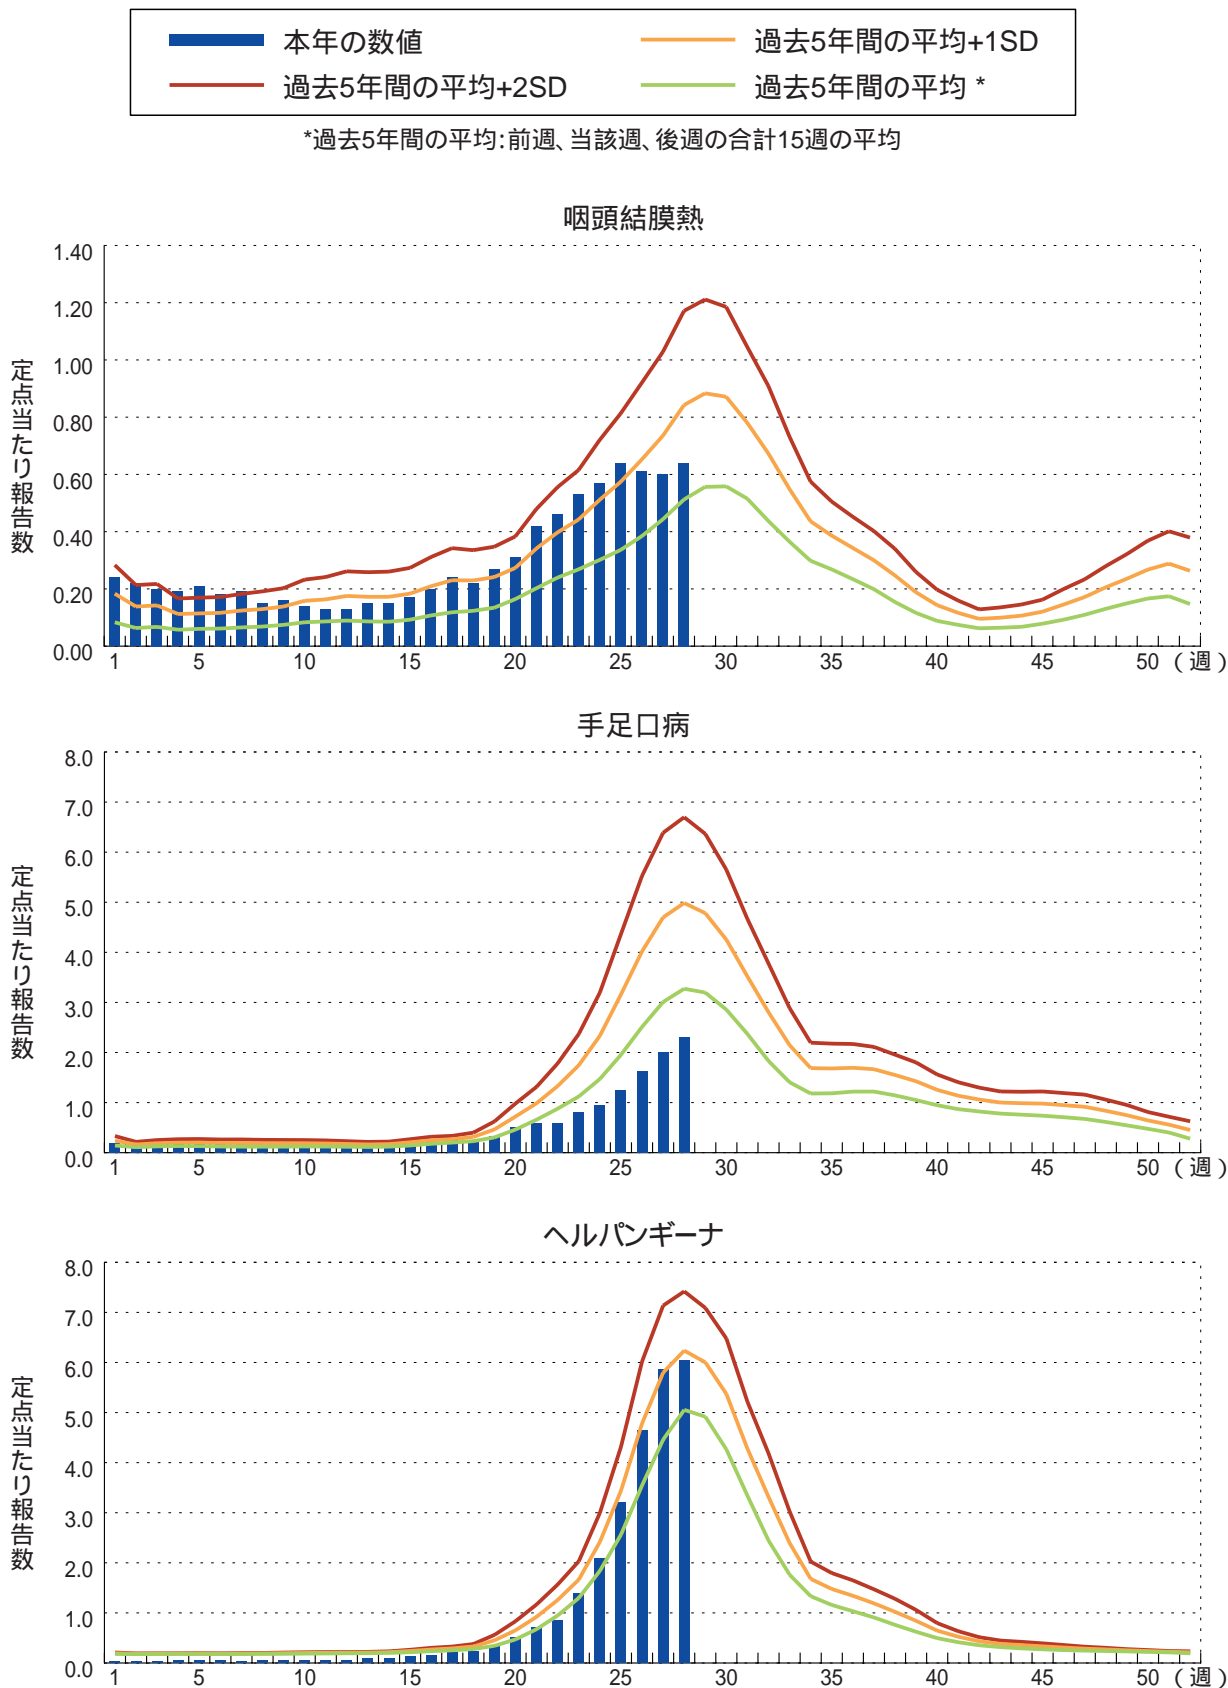 本年の数値 過去5年間の平均+1SD
過去5年間の平均+2SD 過去5年間の平均 *
*過去5年間の平均:前週、当該週、後週の合計15週の平均
咽頭結膜熱
定点当たり報告数
1.40
1.20
1.00
0.80
0.60
0.40
0.20
0.00
1 5 10 15 20 25 30 35 40 45 50 (週)
手足口病
定点当たり報告数
8.0
7.0
6.0
5.0
4.0
3.0
2.0
1.0
0.0
1 5 10 15 20 25 30 35 40 45 50 (週)
ヘルパンギーナ
定点当たり報告数
8.0
7.0
6.0
5.0
4.0
3.0
2.0
1.0
0.0
1 5 10 15 20 25 30 35 40 45 50 (週)